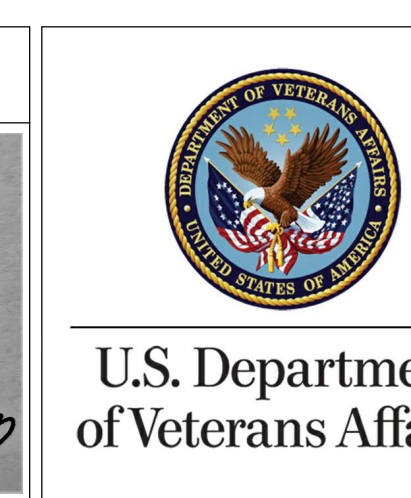 DEPARTMENT OF VETERANS AFFAIRS
UNITED STATES OF AMERICA
U.S. Departme
of Veterans Affa